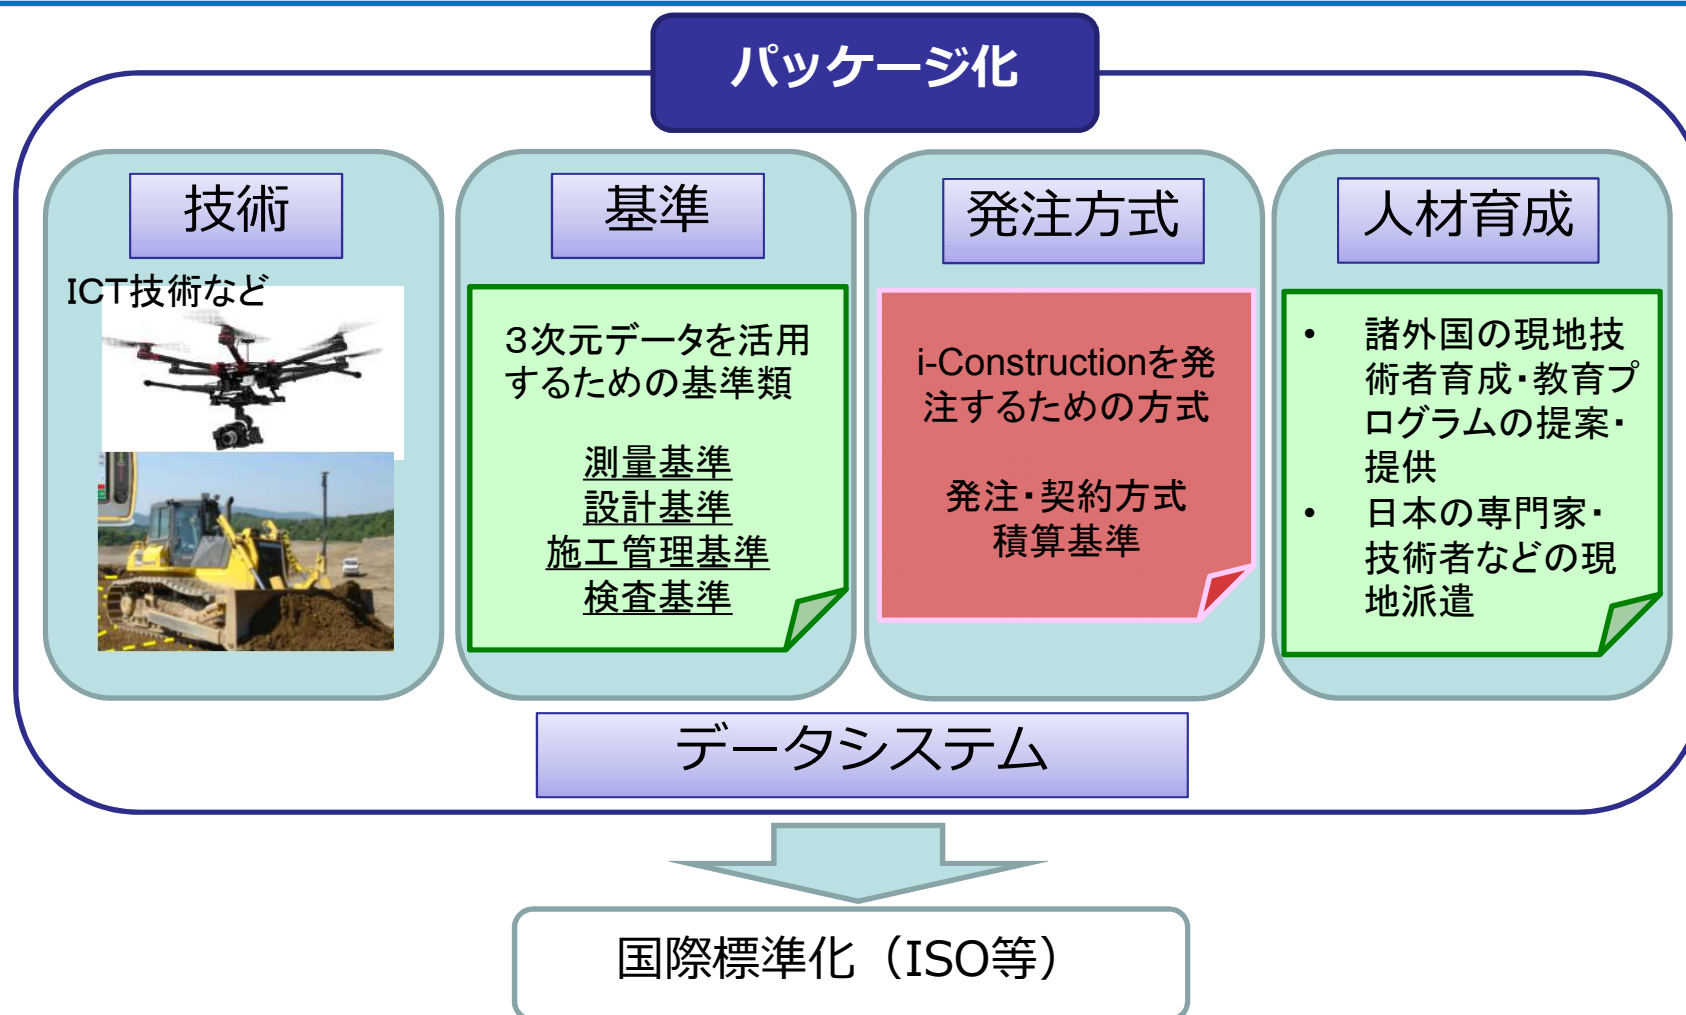 パッケージ化
技術
ICT技術など
基準
３次元データを活用
するための基準類
測量基準
設計基準
施工管理基準
検査基準
発注方式
i-Constructionを発
注するための方式
発注・契約方式
積算基準
人材育成
• 諸外国の現地技
術者育成・教育プ
ログラムの提案・
提供
• 日本の専門家・
技術者などの現
地派遣
データシステム
国際標準化（ISO等）